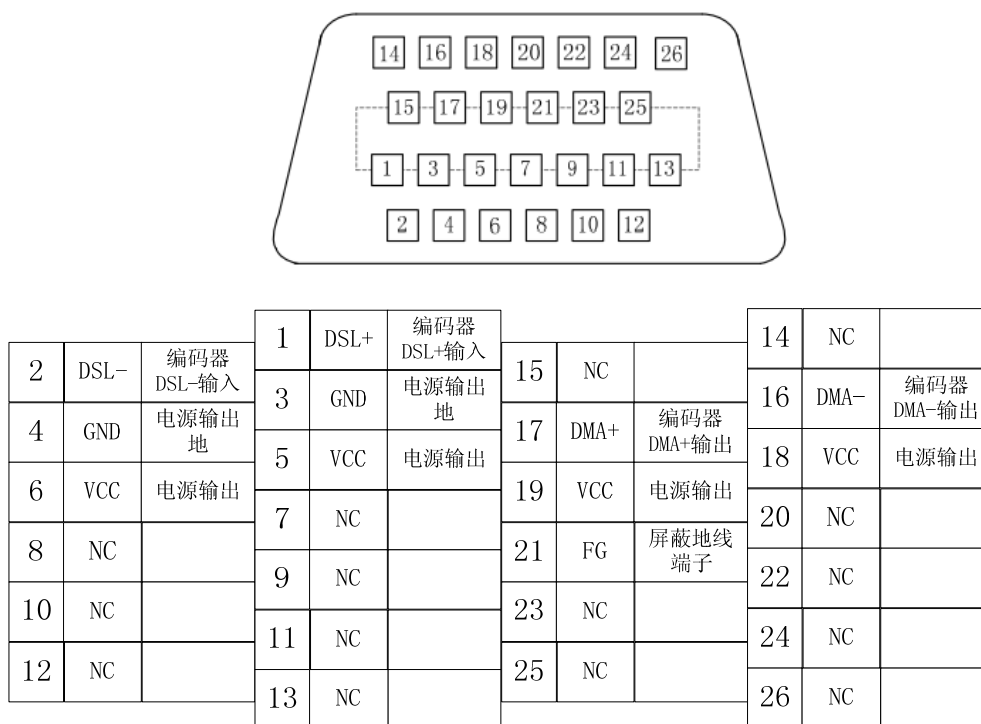 14 16 18 20 22 24 26
15 17 19 21 23 25
1 3 5 7 9 11 13
2 4 6 8 10 12
2 DSL- 编码器
DSL-输入
4 GND 电源输出
地
6 VCC 电源输出
8 NC
10 NC
12 NC
1 DSL+ 编码器
DSL+输入
3 GND 电源输出
地
5 VCC 电源输出
7 NC
9 NC
11 NC
13 NC
15 NC
17 DMA+ 编码器
DMA+输出
19 VCC 电源输出
21 FG 屏蔽地线
端子
23 NC
25 NC
14 NC
16 DMA- 编码器
DMA-输出
18 VCC 电源输出
20 NC
22 NC
24 NC
26 NC